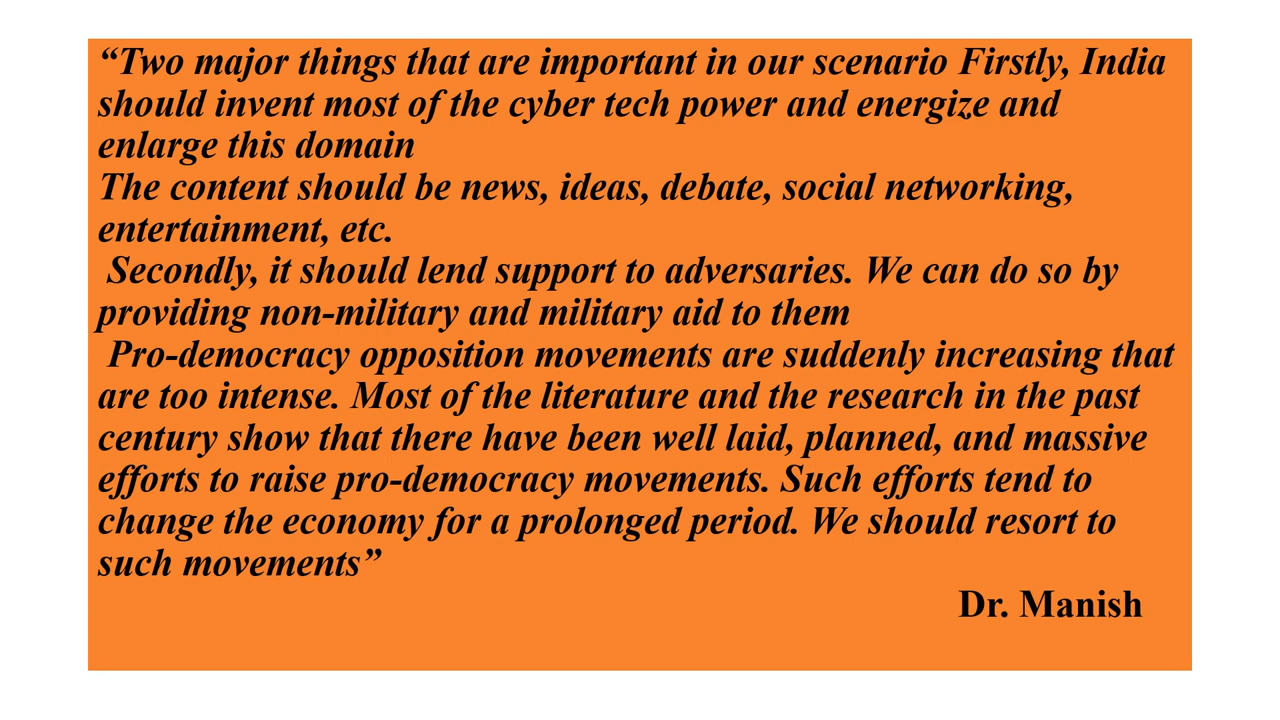 “Two major things that are important in our scenario Firstly, India
should invent most of the cyber tech power and energize and
enlarge this domain
The content should be news, ideas, debate, social networking,
entertainment, etc.
Secondly, it should lend support to adversaries. We can do so by
providing non-military and military aid to them
Pro-democracy opposition movements are suddenly increasing that
are too intense. Most of the literature and the research in the past
century show that there have been well laid, planned, and massive
efforts to raise pro-democracy movements. Such efforts tend to
change the economy for a prolonged period. We should resort to
such movements”
Dr. Manish